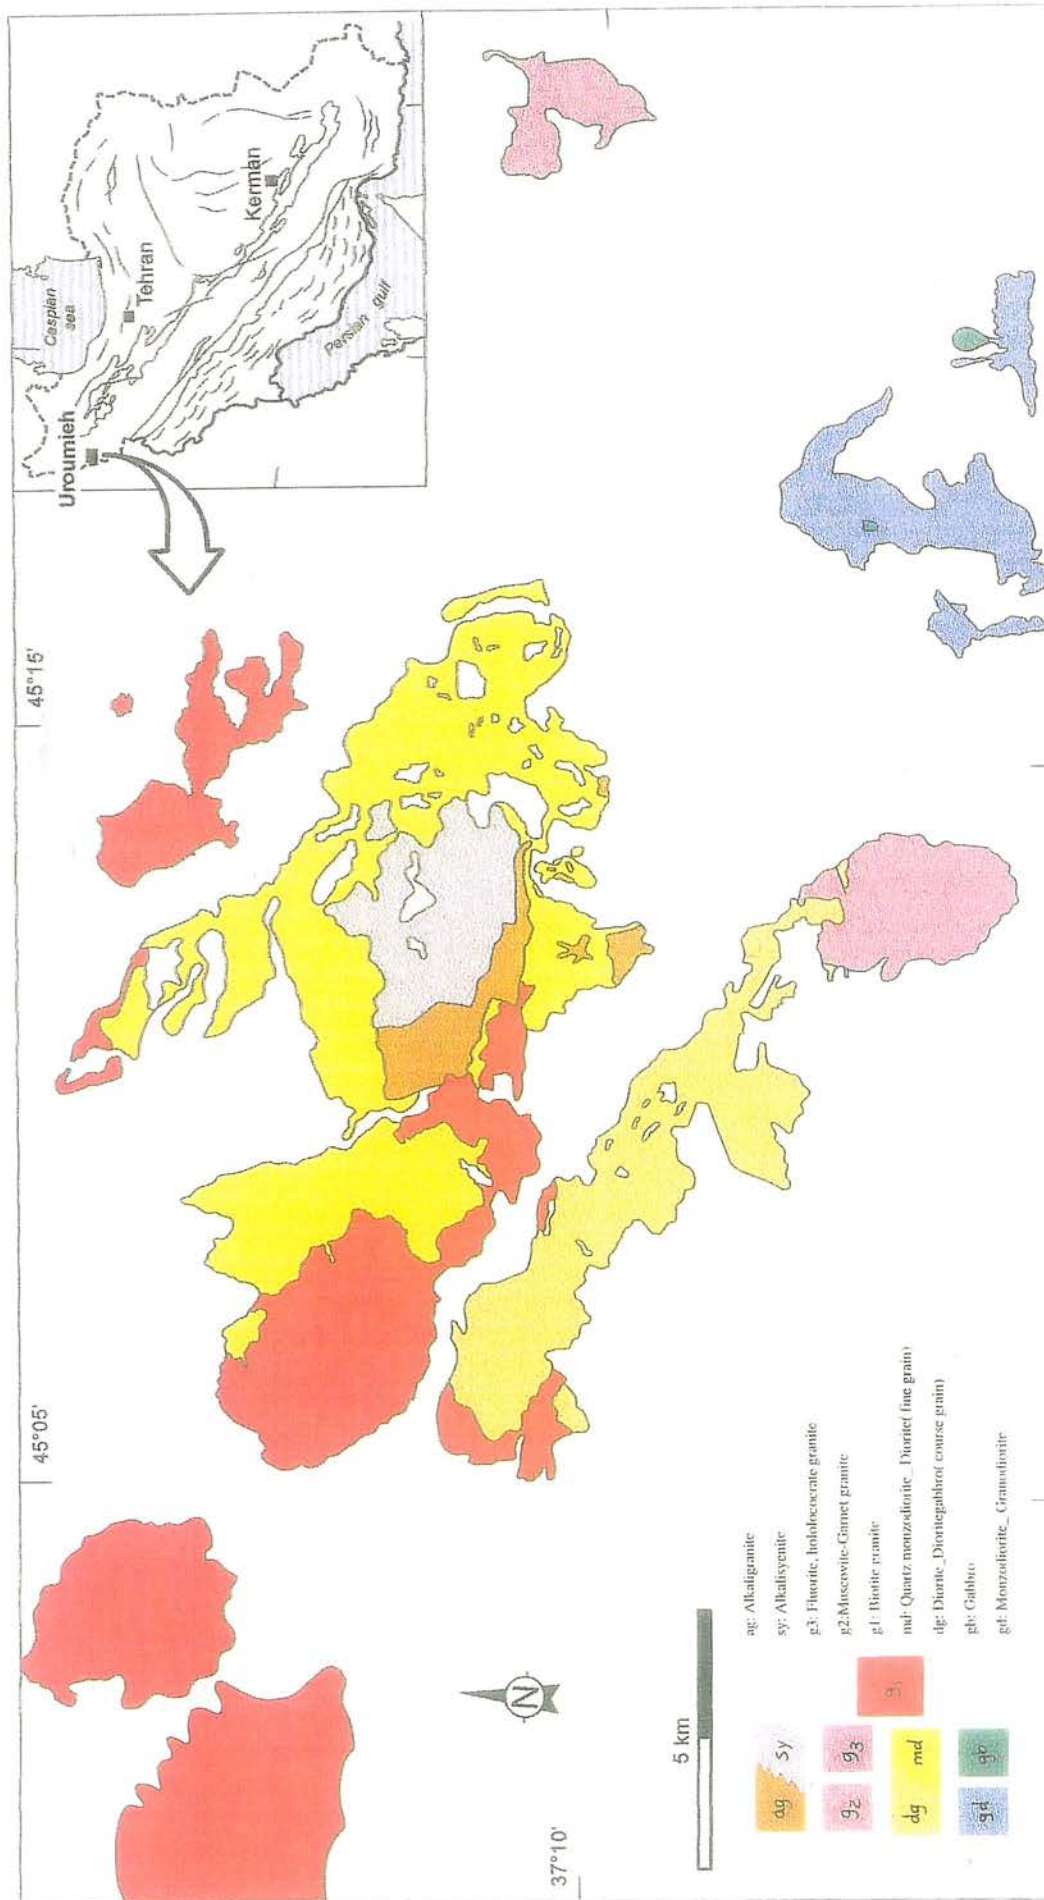 Caspian
sea
Tehran
Kerman
Uroumieh
Persian gulf
45°05'
45°15'
37°10'
N
5 km
ag
sy
g2
g3
g1
dg
md
gd
gb
ag: Alkaligranite
sy: Alkalisyenite
g3: Fluorite, hololococrate granite
g2:Muscovite-Garnet granite
g1: Biotite granite
md: Quartz monzodiorite_ Diorite( fine grain)
dg: Diorite_Dioritegabbro( course grain)
gb: Gabbro
gd: Monzodiorite_ Granodiorite